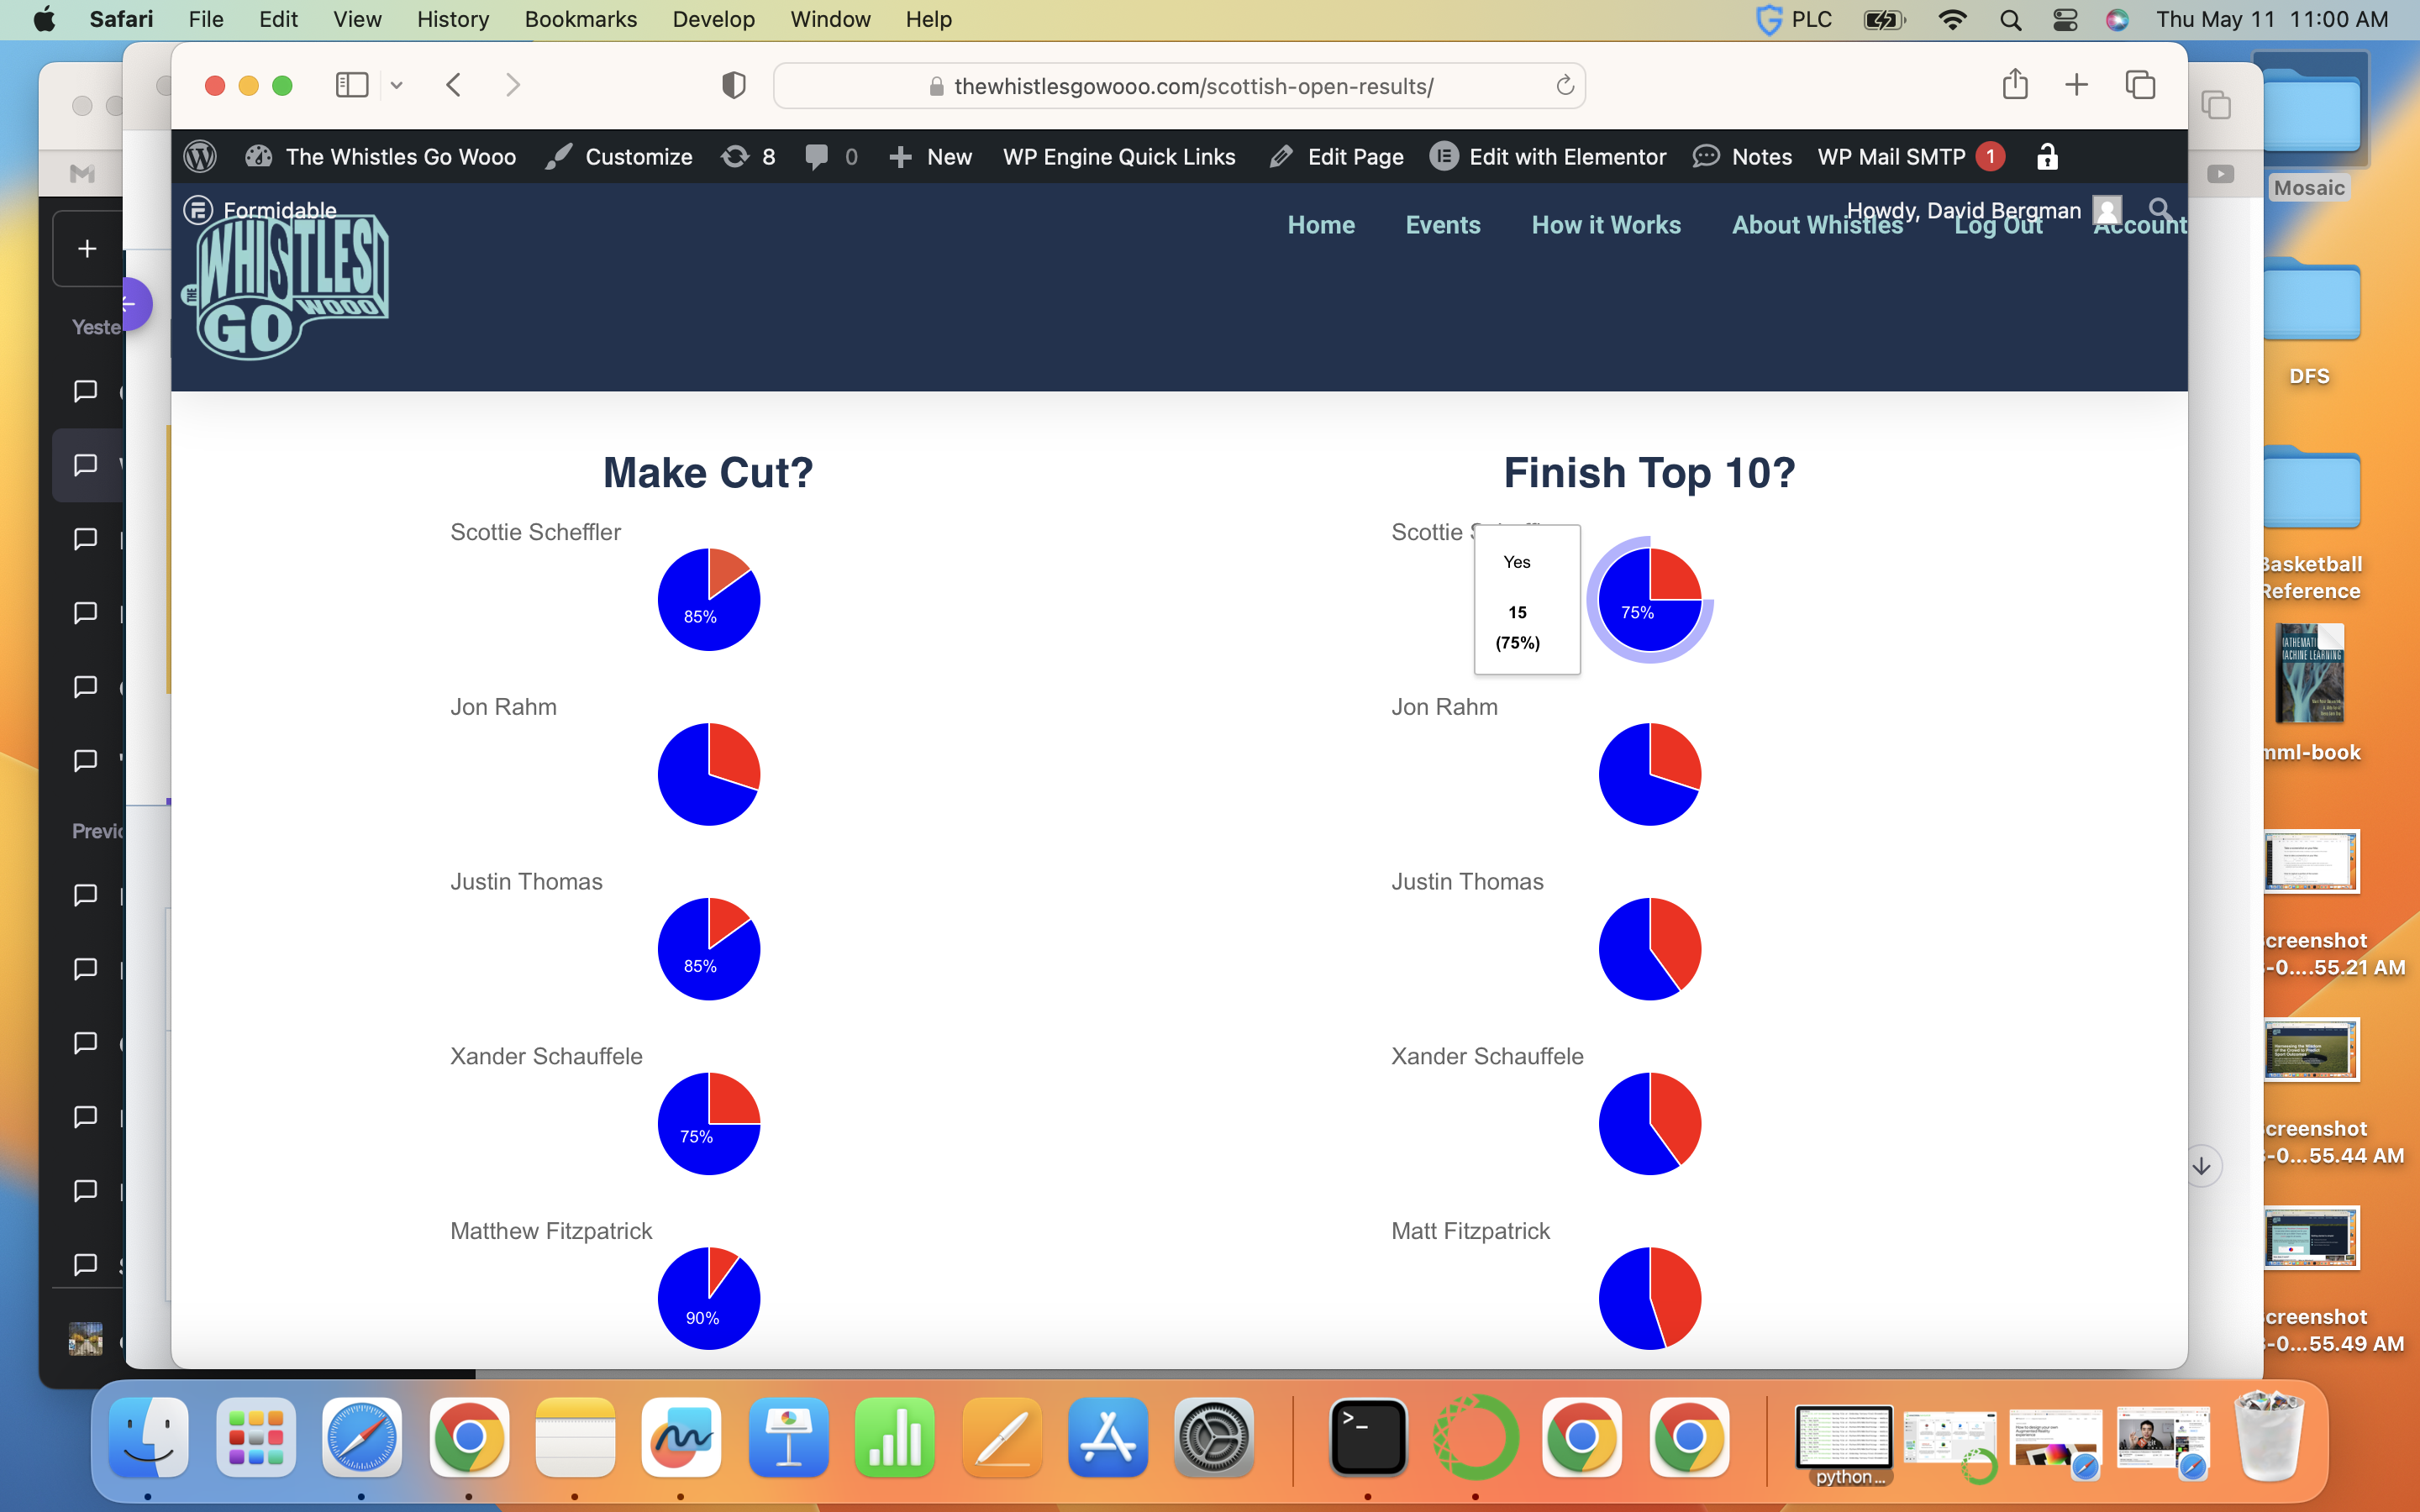 Safari File Edit View History Bookmarks Develop Window Help PLC Thu May 11 11:00 AM
thewhistlesgowooo.com/scottish-open-results/
The Whistles Go Wooo Customize 8 0 New WP Engine Quick Links Edit Page Edit with Elementor Notes WP Mail SMTP 1
Formidable Howdy, David Bergman
THE WHISTLES GO WOOO
Home Events How it Works About Whistles Log Out Account
Make Cut?
Scottie Scheffler
85%
Jon Rahm
Justin Thomas
85%
Xander Schauffele
75%
Matthew Fitzpatrick
90%
Finish Top 10?
Scottie
Yes
15
(75%)
75%
Jon Rahm
Justin Thomas
Xander Schauffele
Matt Fitzpatrick
Mosaic
DFS
Basketball
Reference
mml-book
creenshot
-0....55.21 AM
creenshot
-0...55.44 AM
creenshot
-0...55.49 AM
python ...